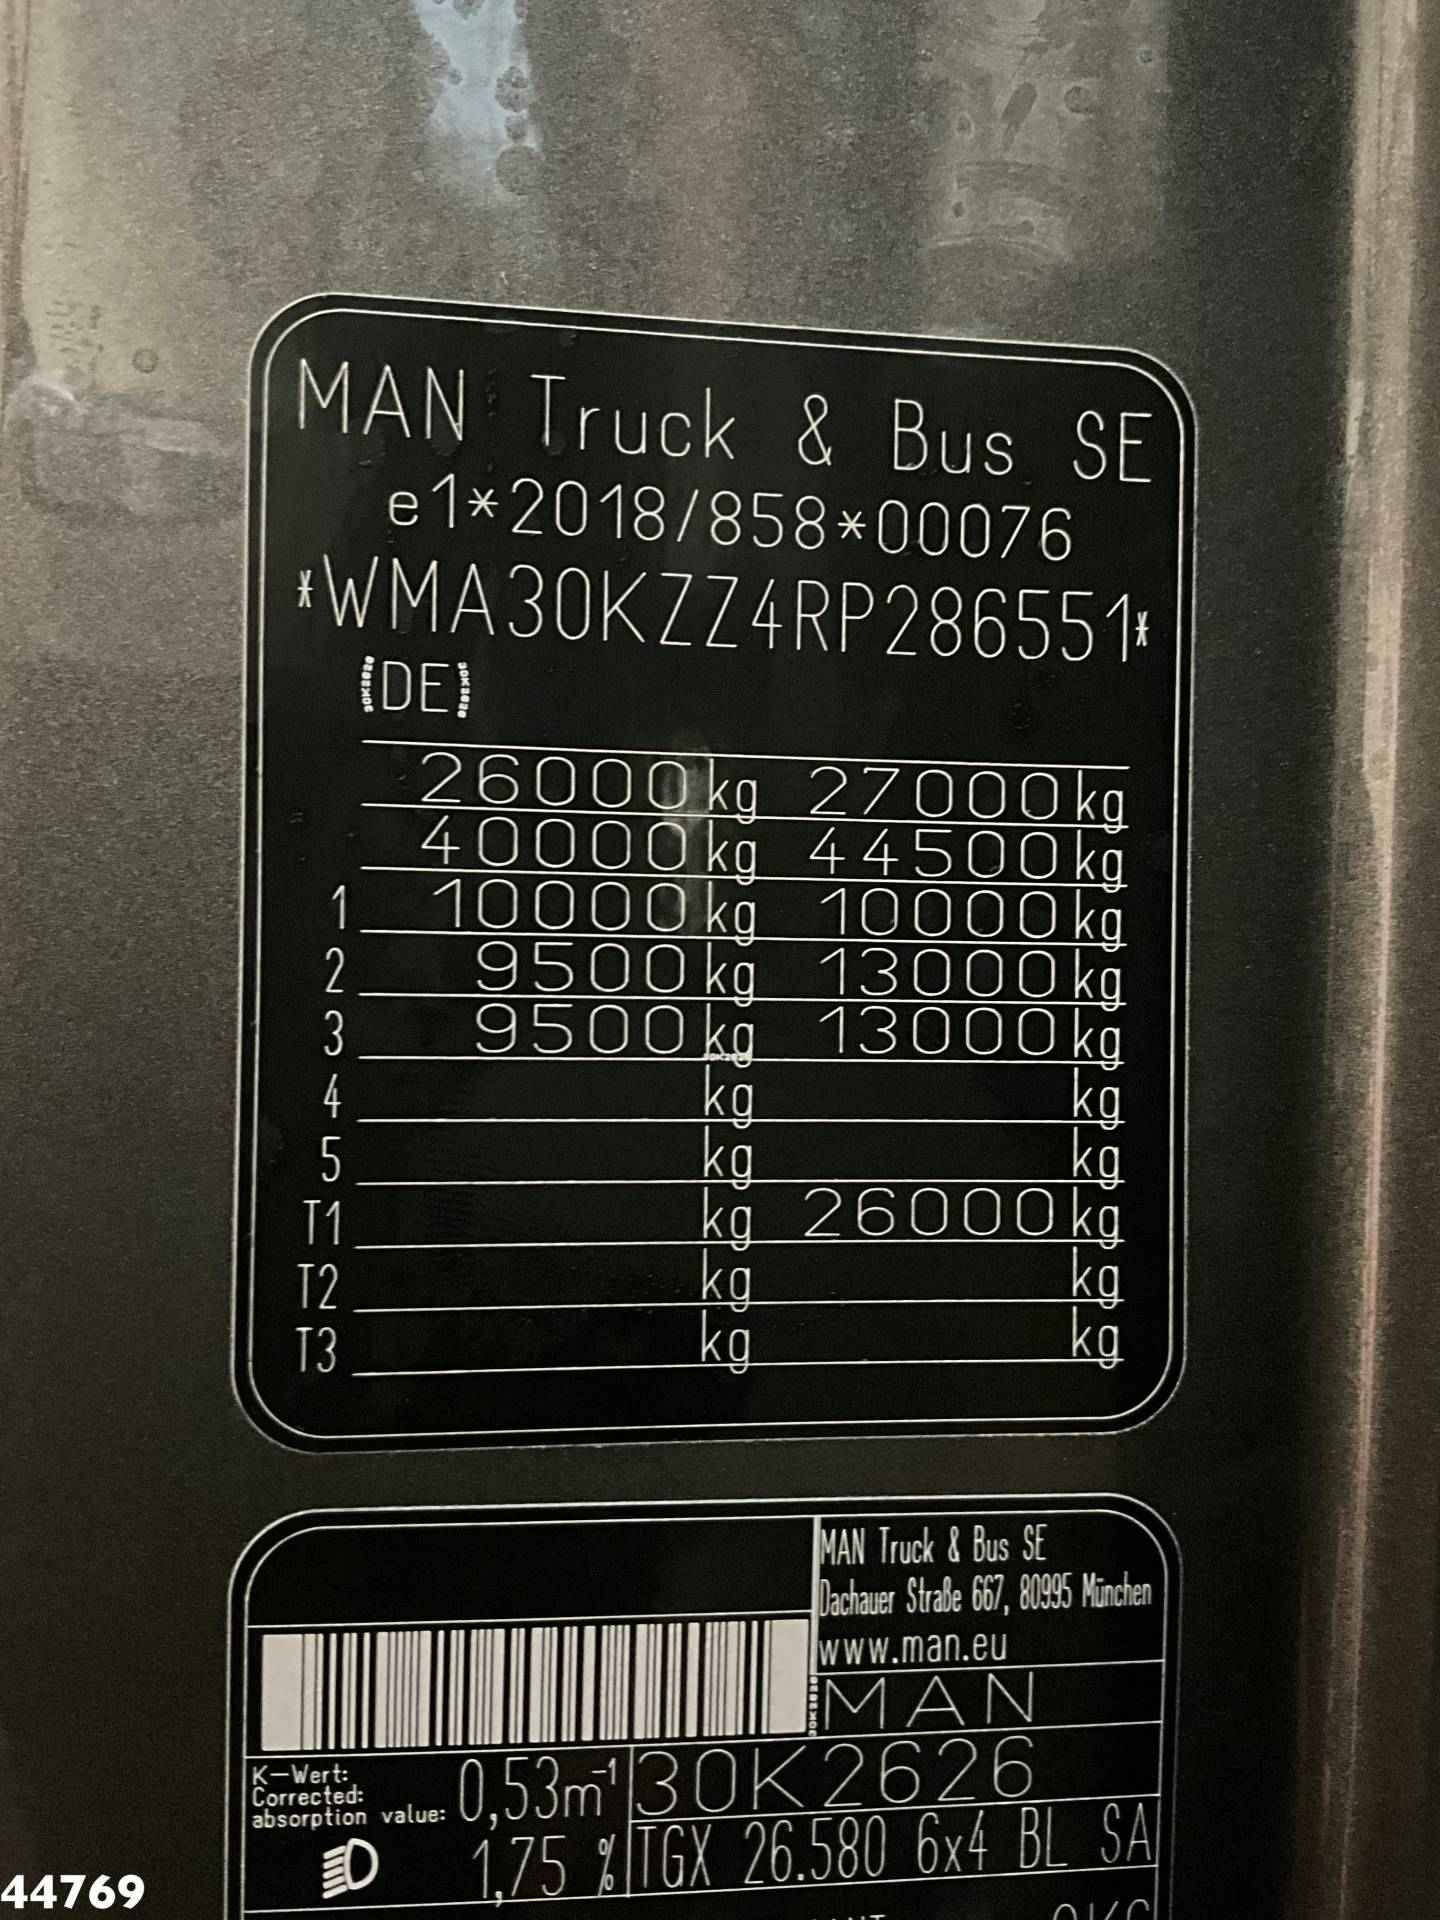 MAN Truck & Bus SE
e1*2018/858*00076
*WMA30KZZ4RP286551*
(DE)
26000 kg 27000 kg
40000 kg 44500 kg
1 10000 kg 10000 kg
2 9500 kg 13000 kg
3 9500 kg 13000 kg
4 kg kg
5 kg kg
T1 kg 26000 kg
T2 kg kg
T3 kg kg
MAN Truck & Bus SE
Dachauer Straße 667, 80995 München
www.man.eu
MAN
K-Wert:
Corrected:
absorption value: 0,53m⁻¹
30K2626
1,75 %
TGX 26.580 6x4 BL SA
44769